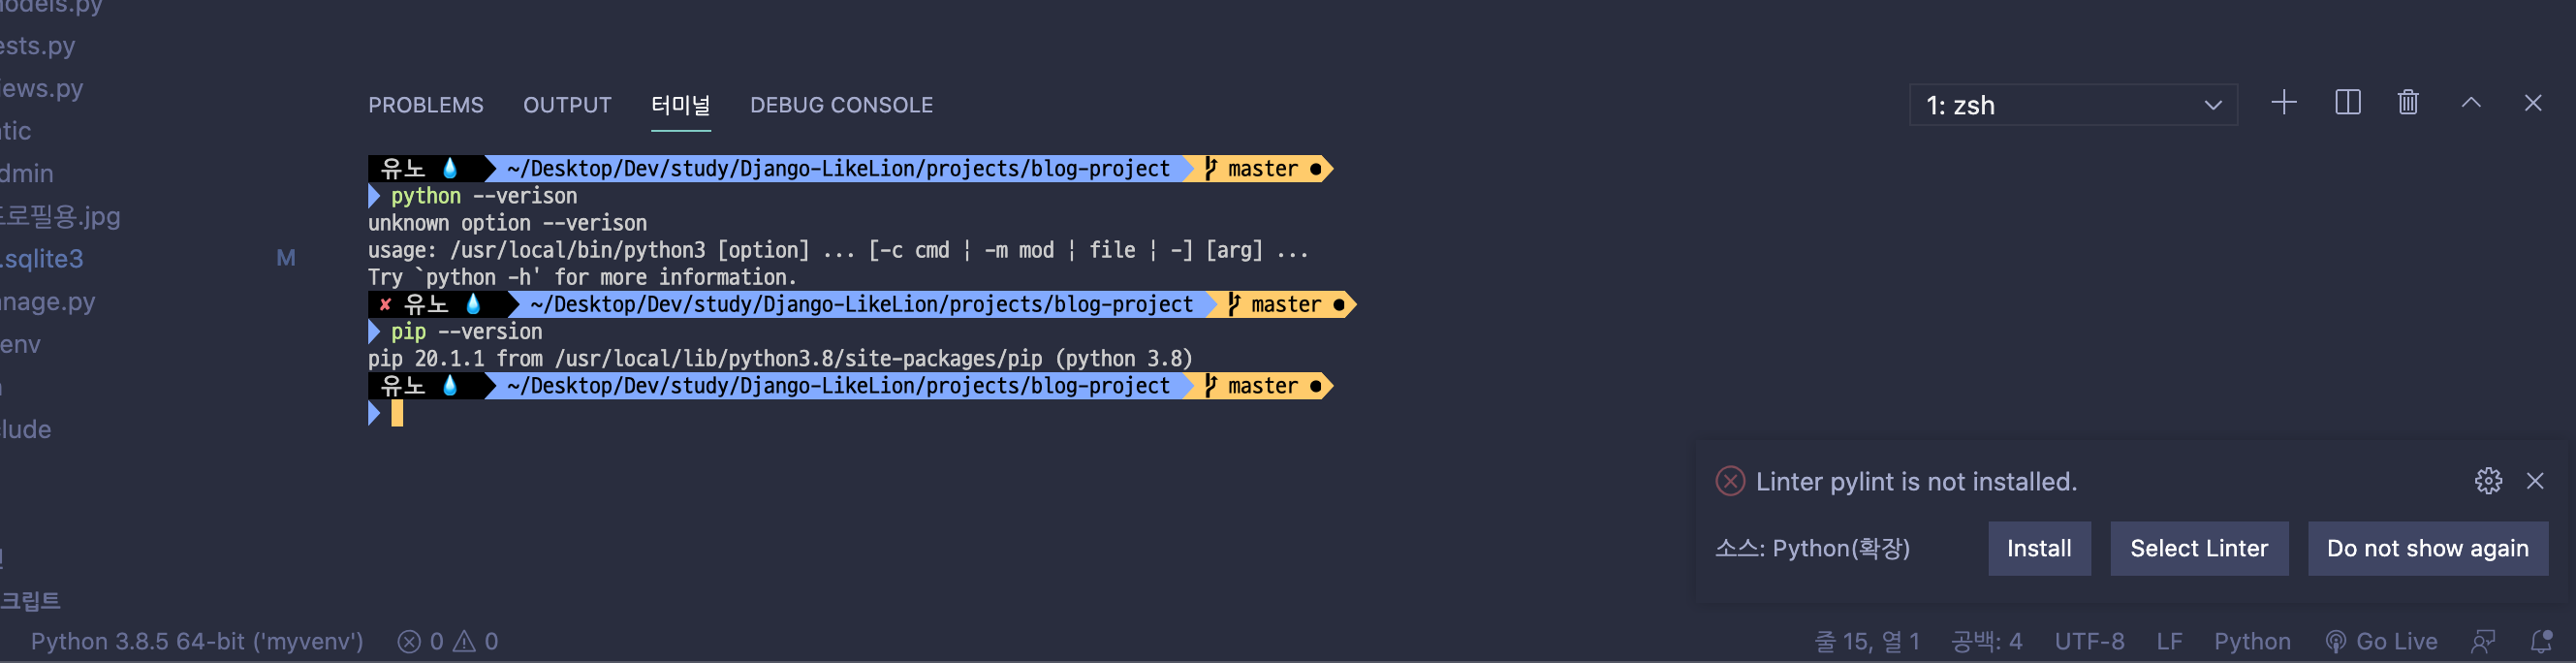 models.py
ests.py
iews.py
atic
dmin
프로필용.jpg
.sqlite3 M
anage.py
env
clude
크립트
PROBLEMS OUTPUT 터미널 DEBUG CONSOLE 1: zsh
유노 💧 ~/Desktop/Dev/study/Django-LikeLion/projects/blog-project master ●
python --verison
unknown option --verison
usage: /usr/local/bin/python3 [option] ... [-c cmd | -m mod | file | -] [arg] ...
Try `python -h' for more information.
✘ 유노 💧 ~/Desktop/Dev/study/Django-LikeLion/projects/blog-project master ●
pip --version
pip 20.1.1 from /usr/local/lib/python3.8/site-packages/pip (python 3.8)
유노 💧 ~/Desktop/Dev/study/Django-LikeLion/projects/blog-project master ●
Linter pylint is not installed.
소스: Python(확장) Install Select Linter Do not show again
Python 3.8.5 64-bit ('myvenv') 0 0 줄 15, 열 1 공백: 4 UTF-8 LF Python Go Live